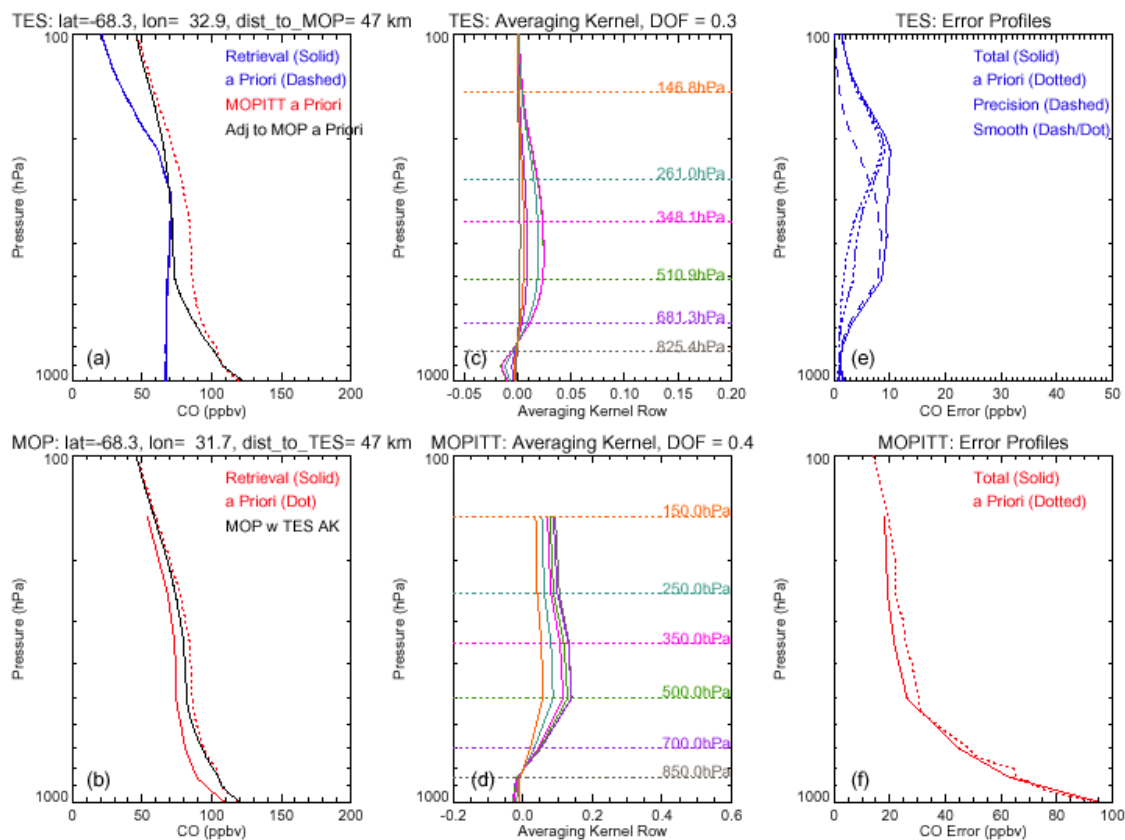 TES: lat=-68.3, lon= 32.9, dist_to_MOP= 47 km
100
Retrieval (Solid)
a Priori (Dashed)
MOPITT a Priori
Adj to MOP a Priori
Pressure (hPa)
(a)
1000
0 50 100 150 200
CO (ppbv)
TES: Averaging Kernel, DOF = 0.3
100
146.8hPa
261.0hPa
348.1hPa
510.9hPa
681.3hPa
825.4hPa
Pressure (hPa)
(c)
1000
-0.05 0.00 0.05 0.10 0.15 0.20
Averaging Kernel Row
TES: Error Profiles
100
Total (Solid)
a Priori (Dotted)
Precision (Dashed)
Smooth (Dash/Dot)
Pressure (hPa)
(e)
1000
0 10 20 30 40 50
CO Error (ppbv)
MOP: lat=-68.3, lon= 31.7, dist_to_TES= 47 km
100
Retrieval (Solid)
a Priori (Dot)
MOP w TES AK
Pressure (hPa)
(b)
1000
0 50 100 150 200
CO (ppbv)
MOPITT: Averaging Kernel, DOF = 0.4
100
150.0hPa
250.0hPa
350.0hPa
500.0hPa
700.0hPa
850.0hPa
Pressure (hPa)
(d)
1000
-0.2 0.0 0.2 0.4 0.6
Averaging Kernel Row
MOPITT: Error Profiles
100
Total (Solid)
a Priori (Dotted)
Pressure (hPa)
(f)
1000
0 20 40 60 80 100
CO Error (ppbv)